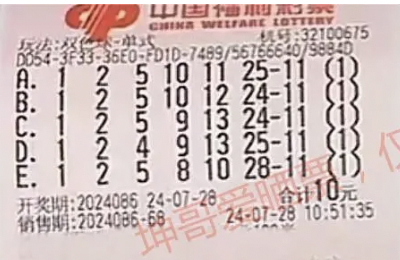 中国福利彩票
CHINA WELFARE LOTTERY
玩法:双色球-单式 机号:32100675
DD54-3F33-36E0-FD1D-7489/56766640/9884D
A. 1 2 5 10 11 25-11 (1)
B. 1 2 5 10 12 24-11 (1)
C. 1 2 5 9 13 24-11 (1)
D. 1 2 4 9 13 25-11 (1)
E. 1 2 5 8 10 28-11 (1)
开奖期:2024086 24-07-28 合计10元
销售期:2024086-68 24-07-28 10:51:35
坤哥爱晒票,仅